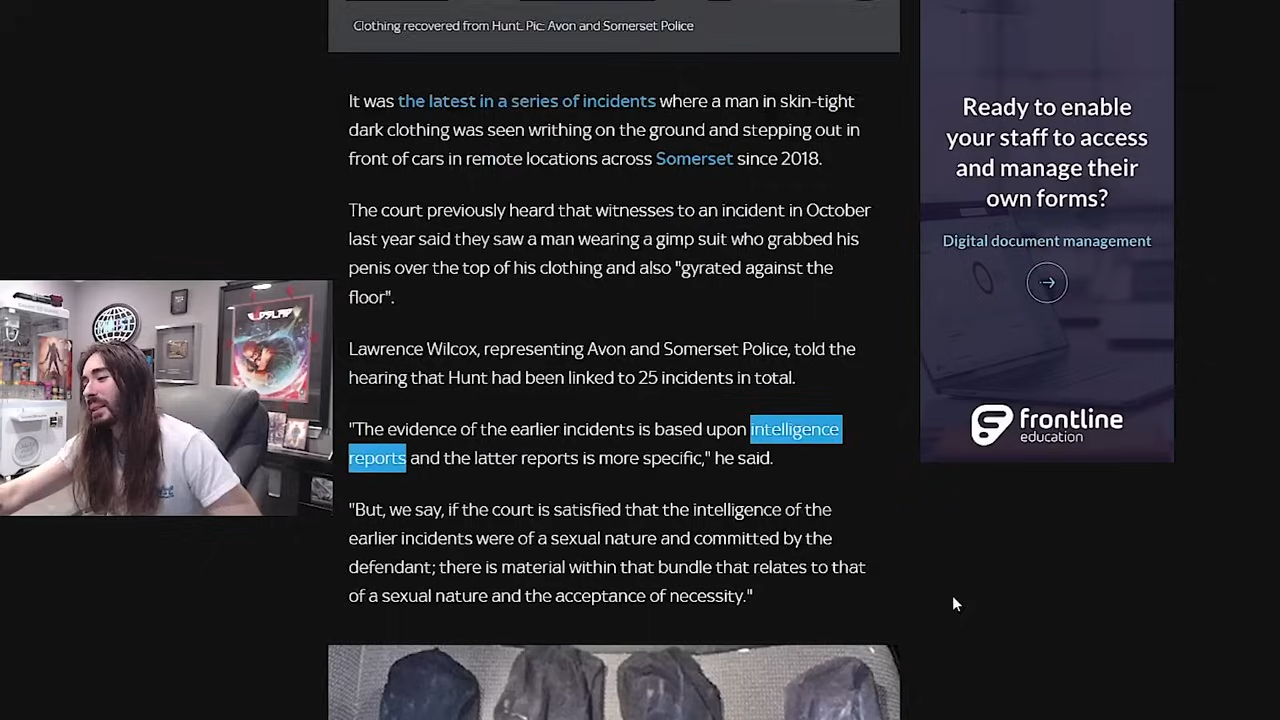 Clothing recovered from Hunt. Pic: Avon and Somerset Police
It was the latest in a series of incidents where a man in skin-tight
dark clothing was seen writhing on the ground and stepping out in
front of cars in remote locations across Somerset since 2018.
The court previously heard that witnesses to an incident in October
last year said they saw a man wearing a gimp suit who grabbed his
penis over the top of his clothing and also "gyrated against the
floor".
Lawrence Wilcox, representing Avon and Somerset Police, told the
hearing that Hunt had been linked to 25 incidents in total.
"The evidence of the earlier incidents is based upon intelligence
reports and the latter reports is more specific," he said.
"But, we say, if the court is satisfied that the intelligence of the
earlier incidents were of a sexual nature and committed by the
defendant; there is material within that bundle that relates to that
of a sexual nature and the acceptance of necessity."
Ready to enable
your staff to access
and manage their
own forms?
Digital document management
frontline
education